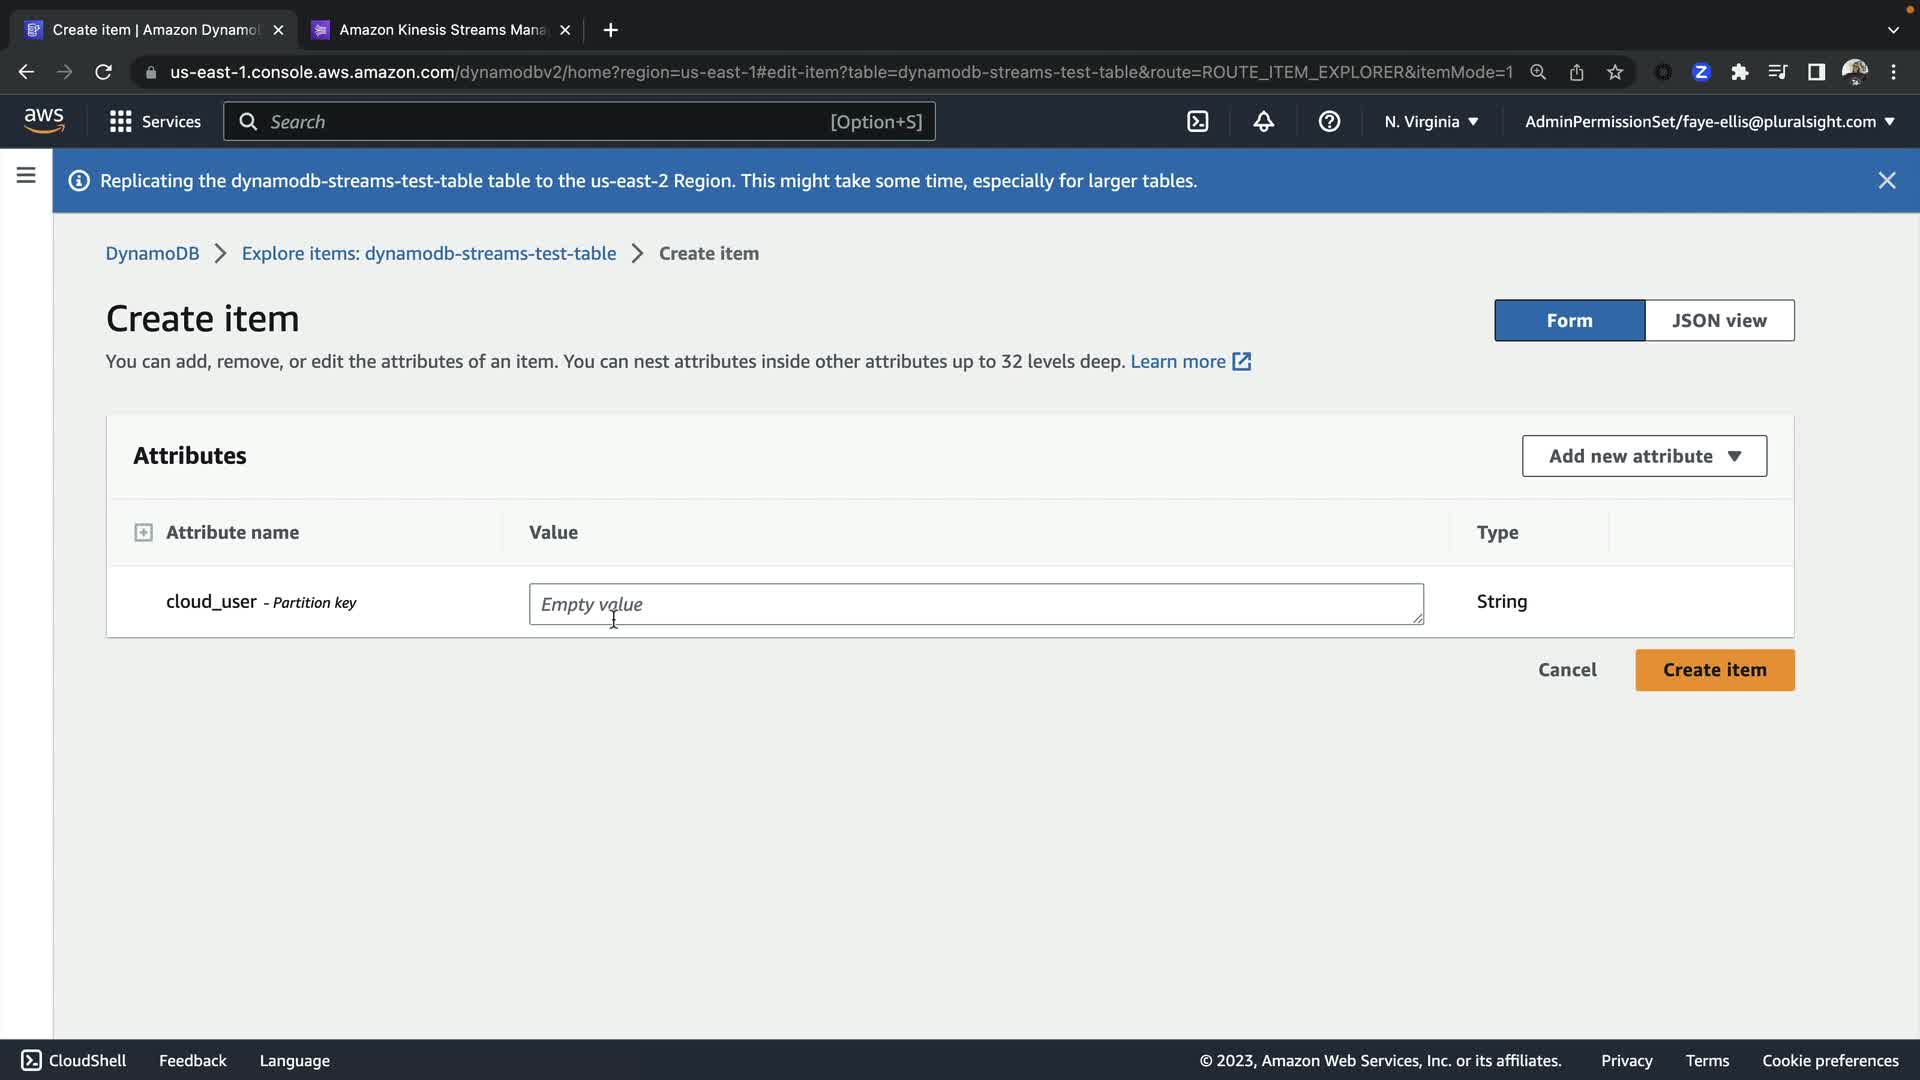 Create item | Amazon Dynamo
Amazon Kinesis Streams Mana
us-east-1.console.aws.amazon.com/dynamodbv2/home?region=us-east-1#edit-item?table=dynamodb-streams-test-table&route=ROUTE_ITEM_EXPLORER&itemMode=1
Z
aws
Services
Search
[Option+S]
N. Virginia
AdminPermissionSet/faye-ellis@pluralsight.com
Replicating the dynamodb-streams-test-table table to the us-east-2 Region. This might take some time, especially for larger tables.
DynamoDB > Explore items: dynamodb-streams-test-table > Create item
Create item
Form
JSON view
You can add, remove, or edit the attributes of an item. You can nest attributes inside other attributes up to 32 levels deep. Learn more
Attributes
Add new attribute
Attribute name
Value
Type
cloud_user - Partition key
Empty value
String
Cancel
Create item
CloudShell
Feedback
Language
© 2023, Amazon Web Services, Inc. or its affiliates.
Privacy
Terms
Cookie preferences